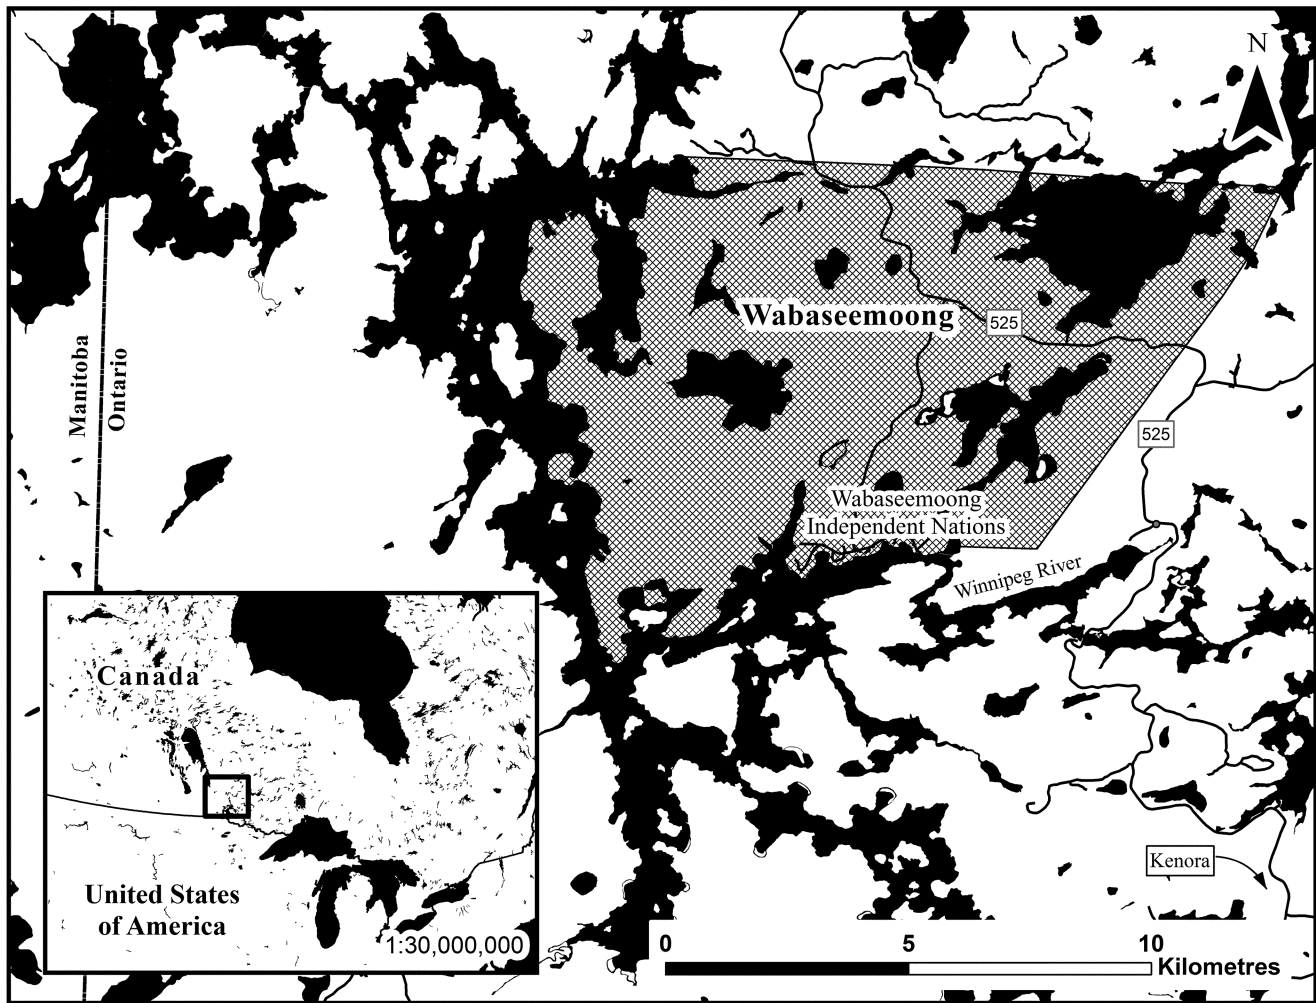 N
Wabaseemoong
525
Manitoba
Ontario
525
Wabaseemoong
Independent Nations
Winnipeg River
Canada
United States
of America
1:30,000,000
Kenora
0 5 10
Kilometres